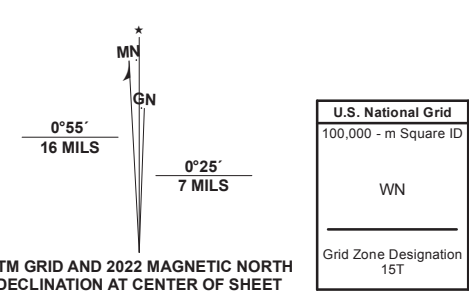 ★
MN
GN
0°55´
16 MILS
0°25´
7 MILS
TM GRID AND 2022 MAGNETIC NORTH
DECLINATION AT CENTER OF SHEET
U.S. National Grid
100,000 - m Square ID
WN
Grid Zone Designation
15T